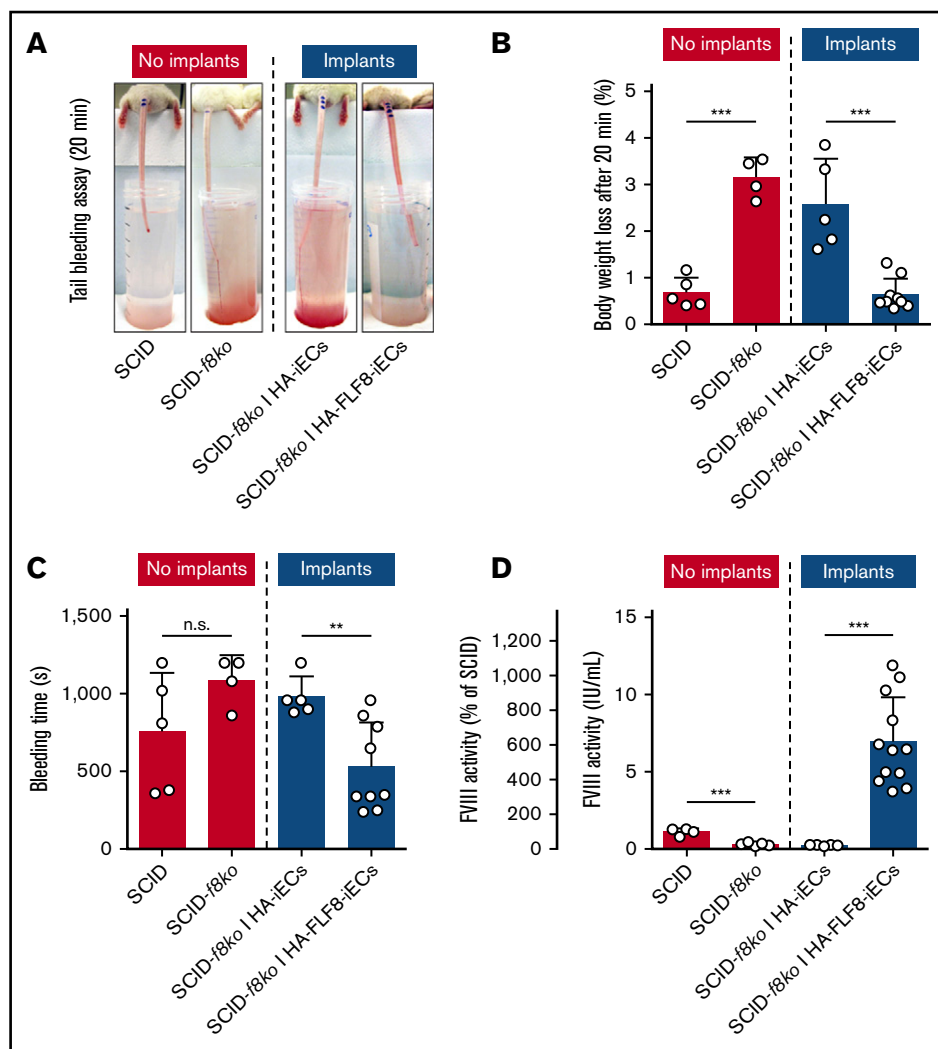 A
No implants
Implants
Tail bleeding assay (20 min)
SCID
SCID-f8ko
SCID-f8ko I HA-iECs
SCID-f8ko I HA-FLF8-iECs
B
No implants
Implants
Body weight loss after 20 min (%)
5
4
3
2
1
0
***
***
SCID
SCID-f8ko
SCID-f8ko I HA-iECs
SCID-f8ko I HA-FLF8-iECs
C
No implants
Implants
Bleeding time (s)
1,500
1,000
500
0
n.s.
**
SCID
SCID-f8ko
SCID-f8ko I HA-iECs
SCID-f8ko I HA-FLF8-iECs
D
No implants
Implants
FVIII activity (% of SCID)
1,200
1,000
800
600
400
200
0
FVIII activity (IU/mL)
15
10
5
0
***
***
SCID
SCID-f8ko
SCID-f8ko I HA-iECs
SCID-f8ko I HA-FLF8-iECs